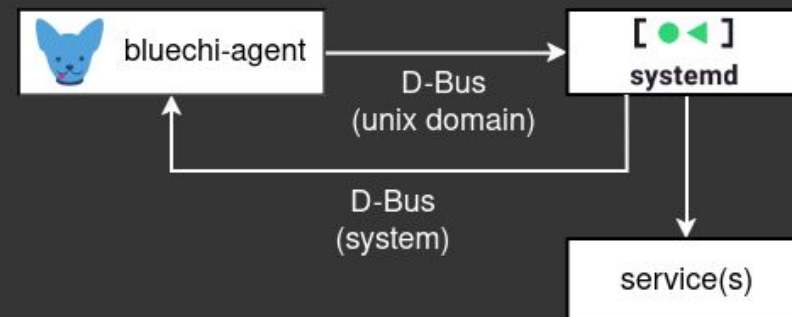 bluechi-agent
D-Bus
(unix domain)
[ ●◀ ]
systemd
D-Bus
(system)
service(s)